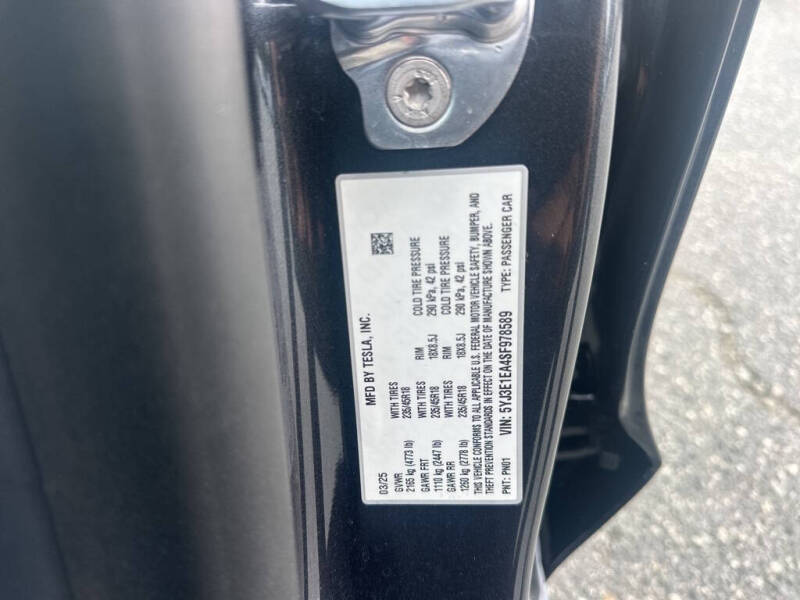 MFD BY TESLA, INC.
03/25
GVWR WITH TIRES RIM COLD TIRE PRESSURE
2165 kg (4773 lb) 235/45R18 18X8.5J 290 kPa, 42 psi
GAWR FRT WITH TIRES RIM COLD TIRE PRESSURE
1110 kg (2447 lb) 235/45R18 18X8.5J 290 kPa, 42 psi
GAWR RR
1260 kg (2778 lb) 235/45R18
THIS VEHICLE CONFORMS TO ALL APPLICABLE U.S. FEDERAL MOTOR VEHICLE SAFETY, BUMPER, AND
THEFT PREVENTION STANDARDS IN EFFECT ON THE DATE OF MANUFACTURE SHOWN ABOVE.
PNT: PN01 VIN: 5YJ3E1EA4SF978589 TYPE: PASSENGER CAR